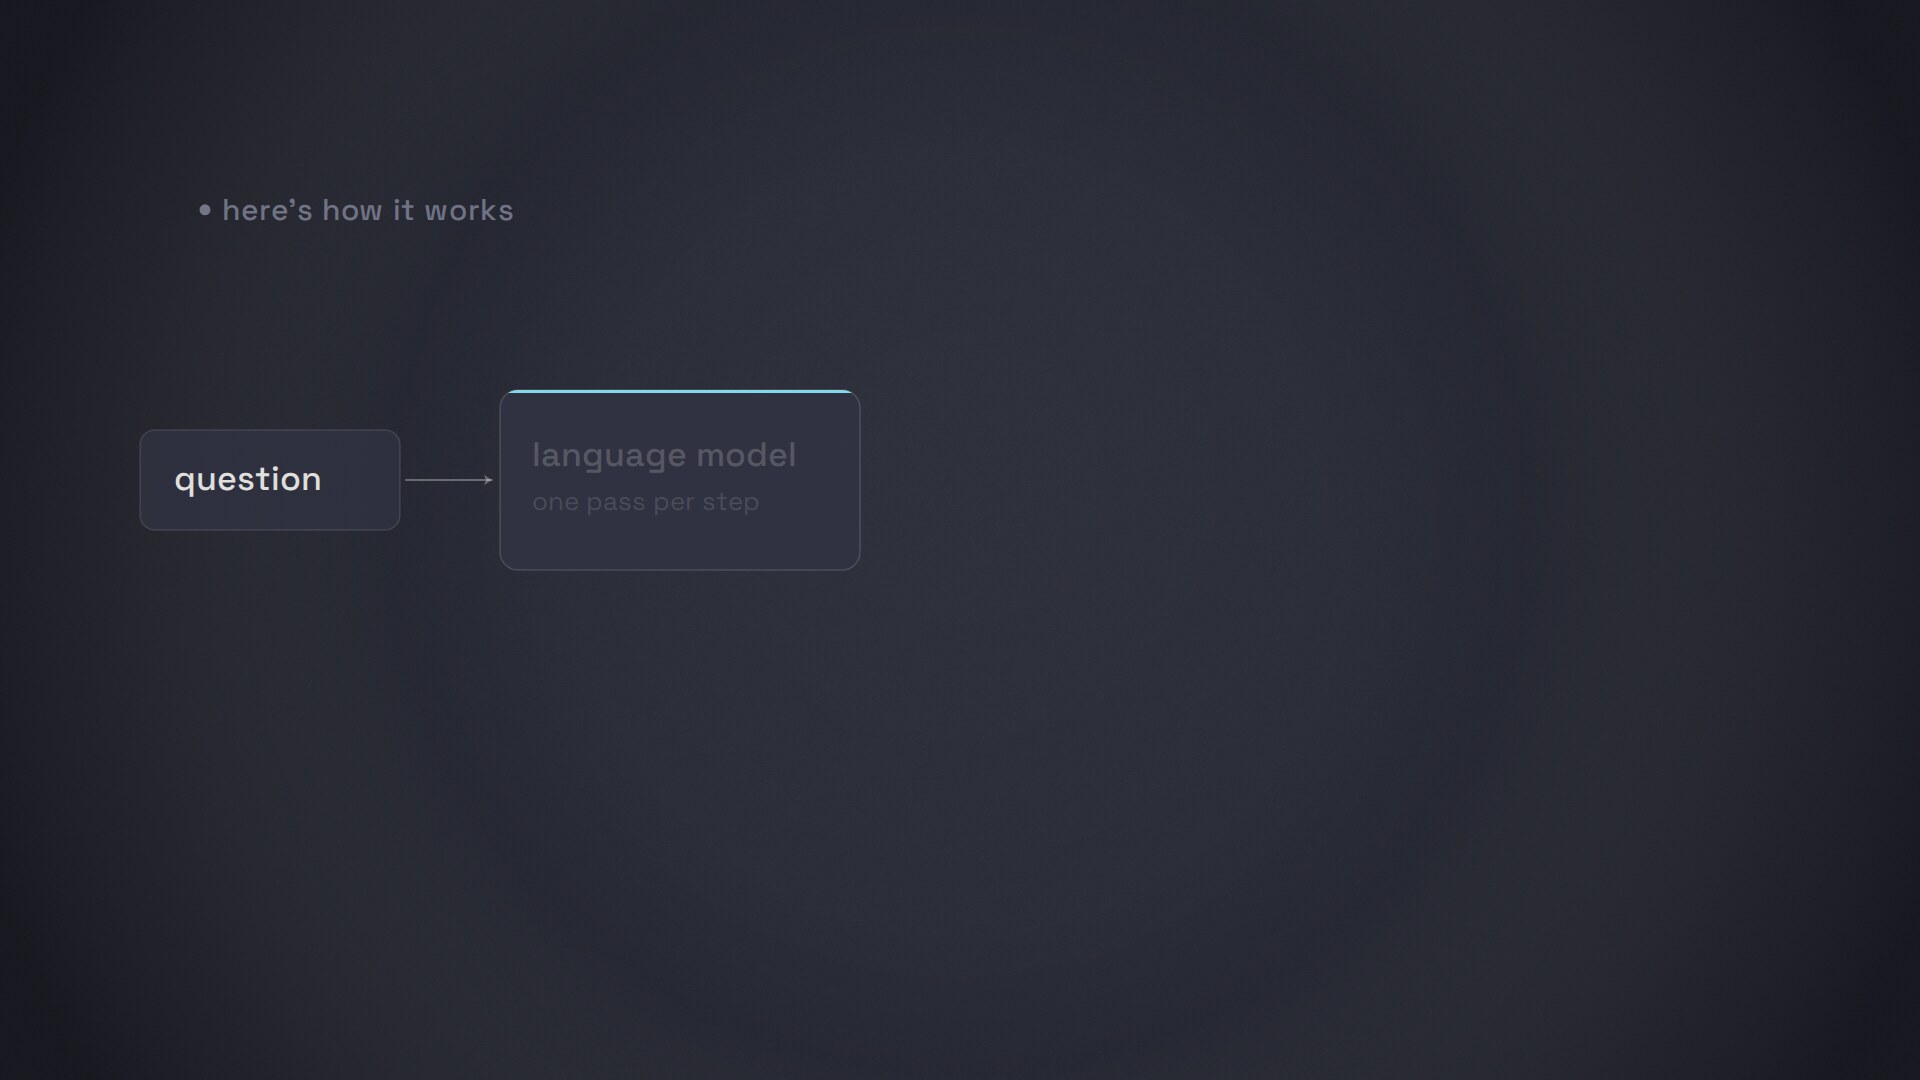 here’s how it works
question
language model
one pass per step